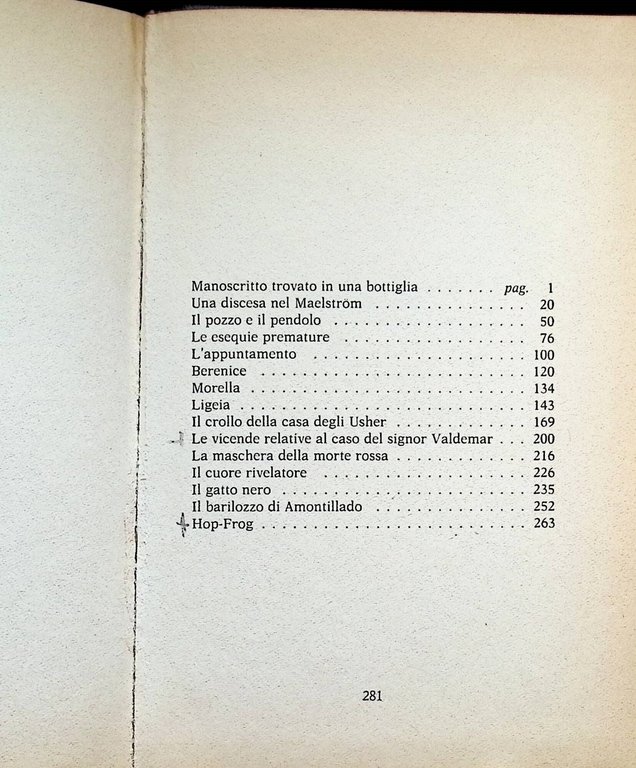 Manoscritto trovato in una bottiglia . . . . . . . pag. 1
Una discesa nel Maelström . . . . . . . . . . . . . . . . 20
Il pozzo e il pendolo . . . . . . . . . . . . . . . . . . . . 50
Le esequie premature . . . . . . . . . . . . . . . . . . . 76
L'appuntamento . . . . . . . . . . . . . . . . . . . . . . 100
Berenice . . . . . . . . . . . . . . . . . . . . . . . . . . . 120
Morella . . . . . . . . . . . . . . . . . . . . . . . . . . . . 134
Ligeia . . . . . . . . . . . . . . . . . . . . . . . . . . . . . 143
Il crollo della casa degli Usher . . . . . . . . . . . . . . 169
Le vicende relative al caso del signor Valdemar . . . 200
La maschera della morte rossa . . . . . . . . . . . . . . 216
Il cuore rivelatore . . . . . . . . . . . . . . . . . . . . . 226
Il gatto nero . . . . . . . . . . . . . . . . . . . . . . . . . 235
Il barilozzo di Amontillado . . . . . . . . . . . . . . . . 252
Hop-Frog . . . . . . . . . . . . . . . . . . . . . . . . . . . 263
281